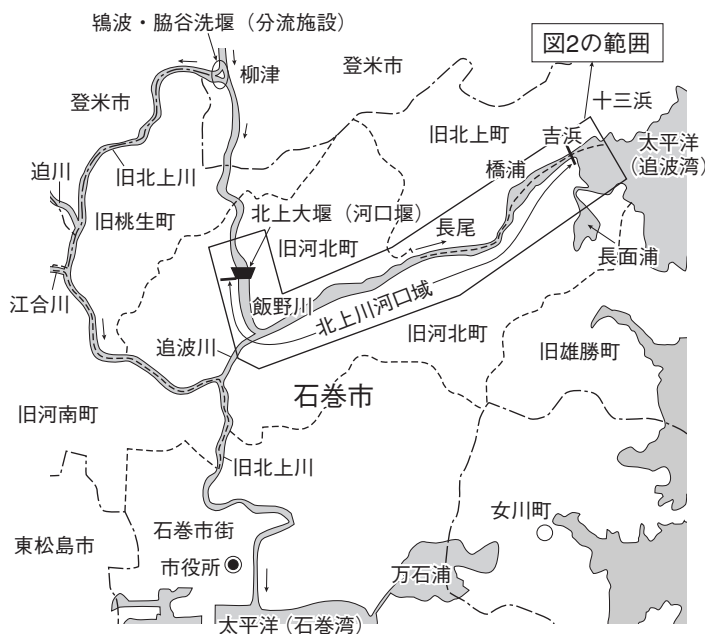 鴇波・脇谷洗堰（分流施設）
図2の範囲
柳津
登米市
十三浜
登米市
旧北上町
吉浜
太平洋
（追波湾）
橋浦
迫川
旧北上川
北上大堰（河口堰）
旧桃生町
旧河北町
長尾
長面浦
江合川
飯野川
北上川河口域
旧河北町
追波川
旧雄勝町
石巻市
旧河南町
旧北上川
女川町
石巻市街
東松島市
市役所
万石浦
太平洋（石巻湾）